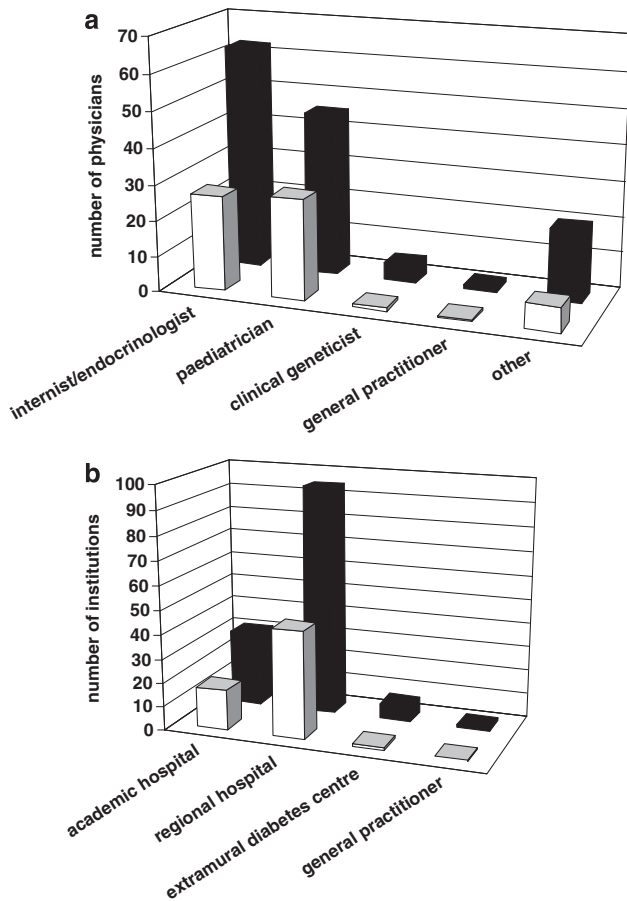 a
number of physicians
70
60
50
40
30
20
10
0
internist/endocrinologist
paediatrician
clinical geneticist
general practitioner
other
b
number of institutions
100
90
80
70
60
50
40
30
20
10
0
academic hospital
regional hospital
extramural diabetes centre
general practitioner